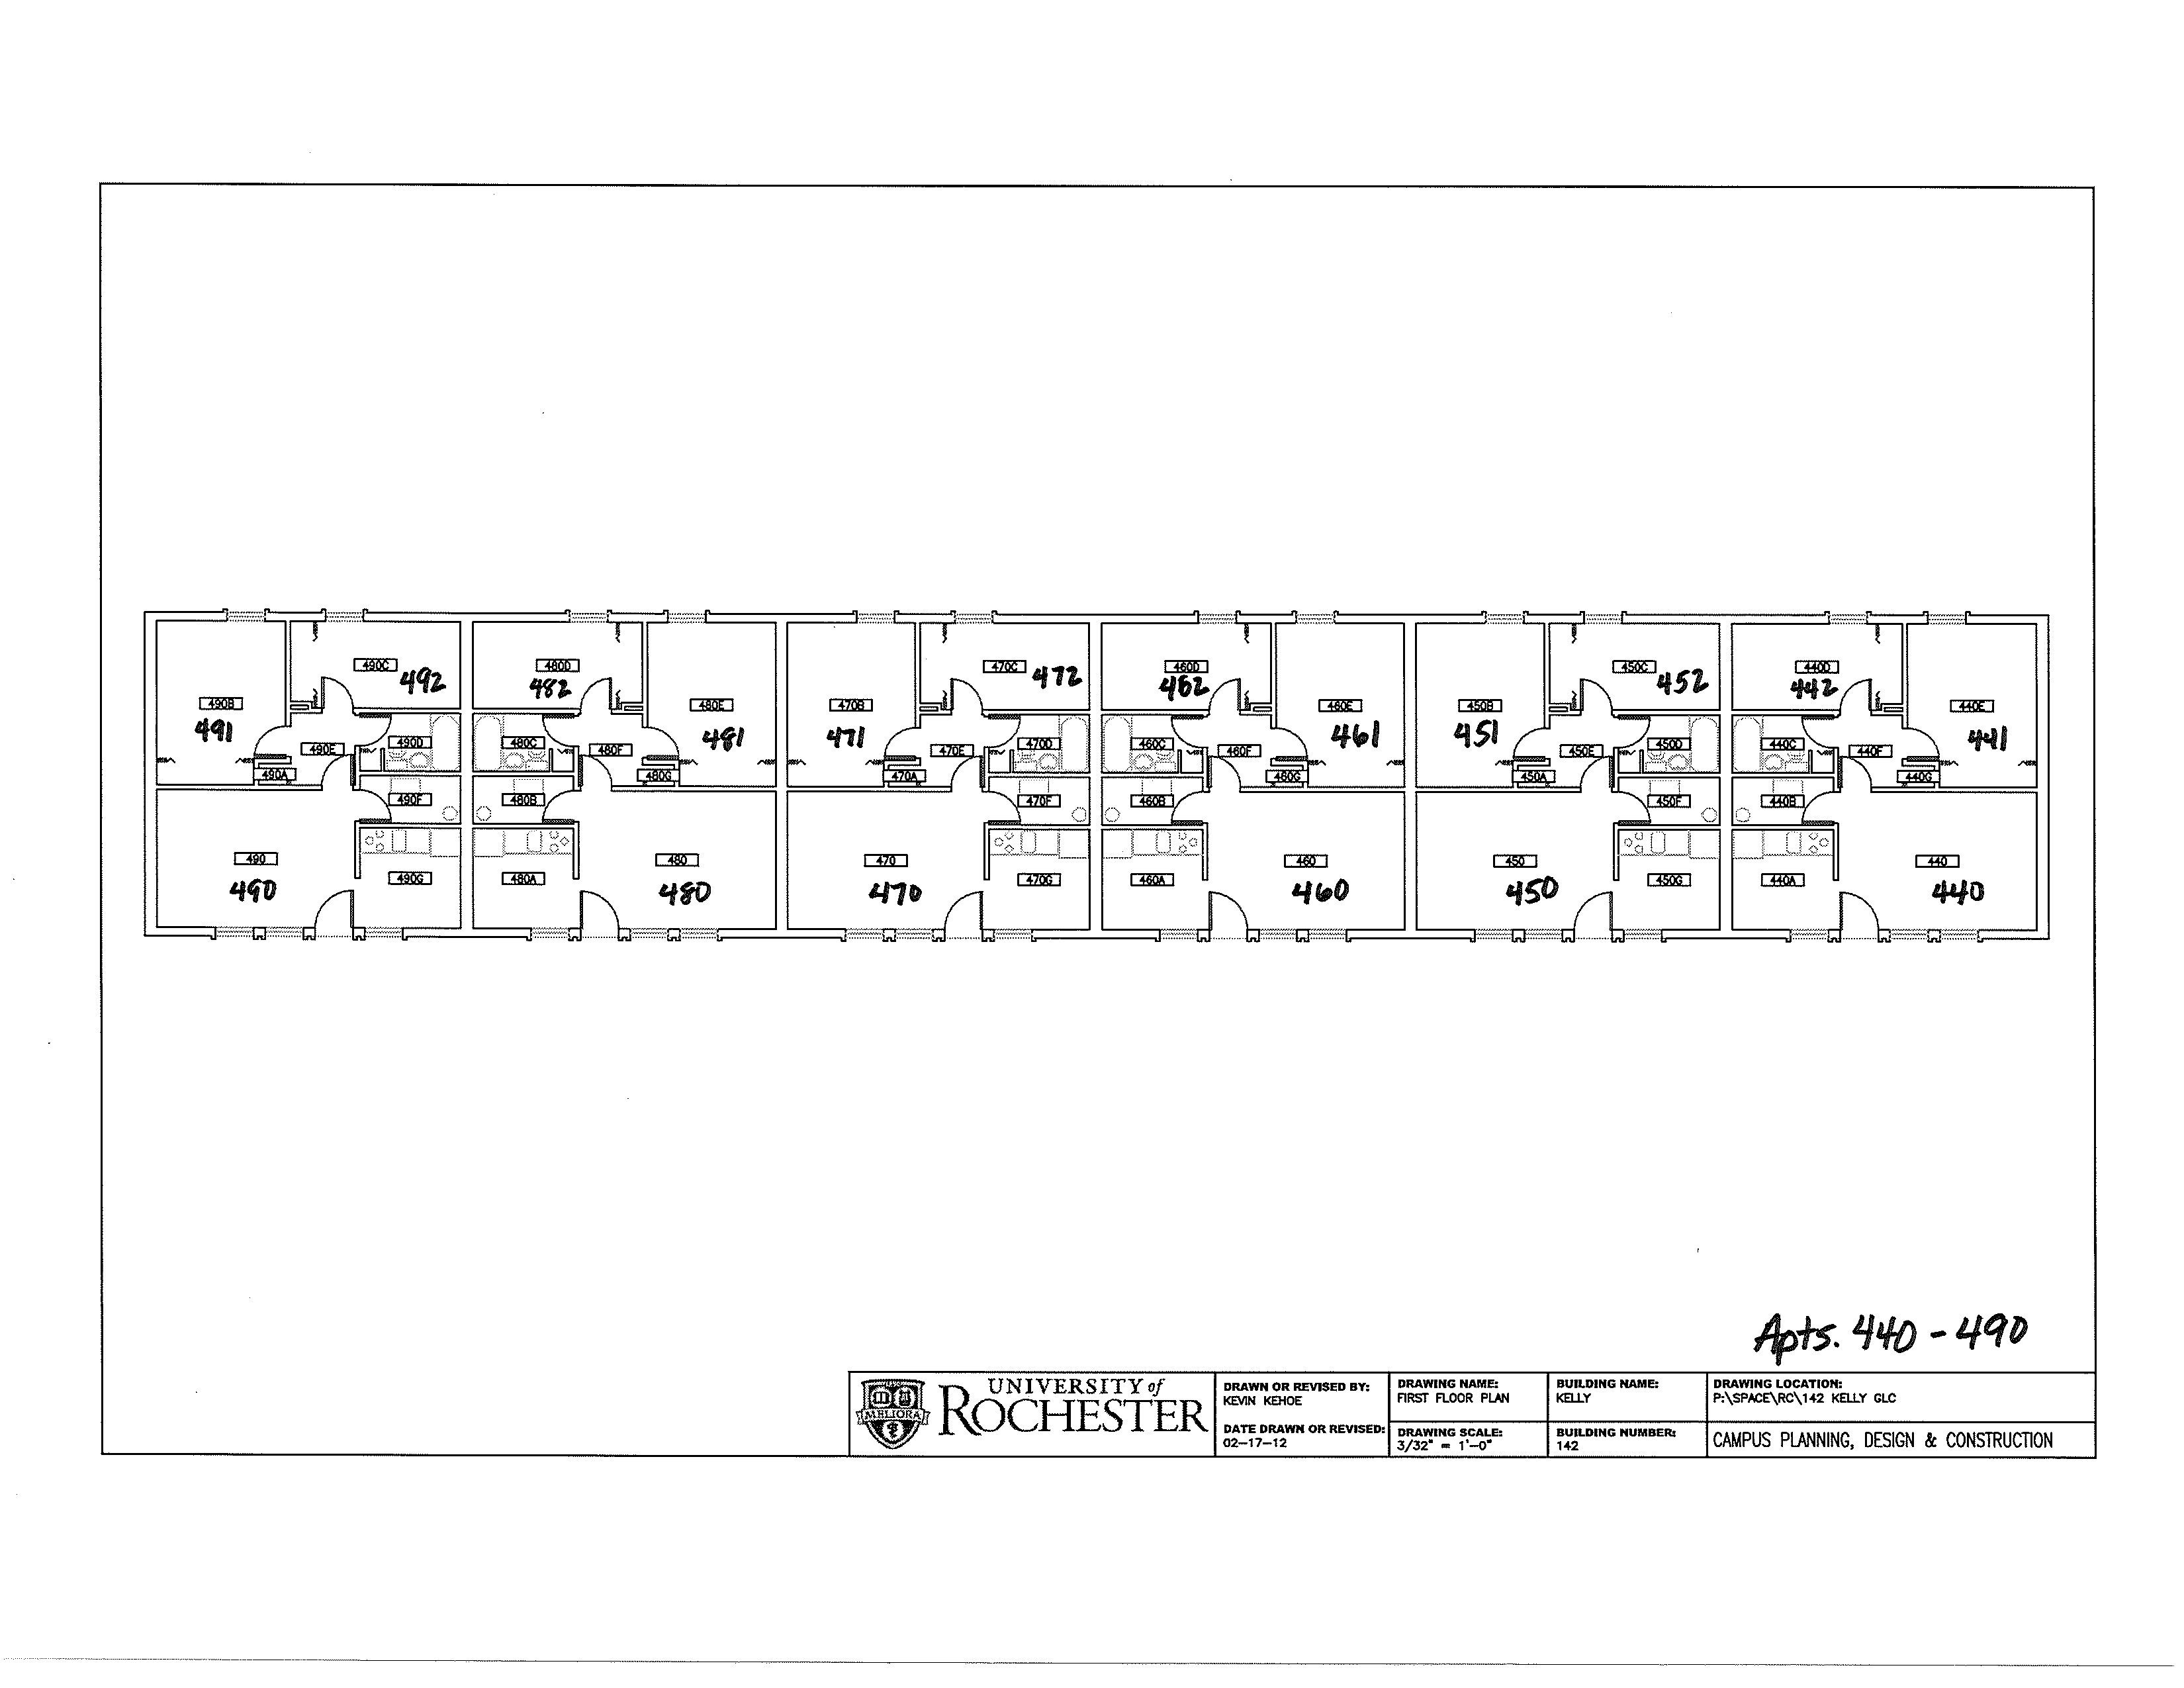 490C
492
480D
482
470C
472
460D
462
450C
452
440D
442
490B
491
480E
481
470B
471
460E
461
450B
451
440E
441
490E
490D
480C
480F
470E
470D
460C
460F
450E
450D
440C
440F
490A
480G
470A
460G
450A
440G
490F
480B
470F
460B
450F
440B
490
490
490G
480A
480
480
470
470
470G
460A
460
460
450
450
450G
440A
440
440
Apts. 440 - 490
MELIORA
UNIVERSITY of
ROCHESTER
DRAWN OR REVISED BY:
KEVIN KEHOE
DATE DRAWN OR REVISED:
02-17-12
DRAWING NAME:
FIRST FLOOR PLAN
DRAWING SCALE:
3/32" = 1'-0"
BUILDING NAME:
KELLY
BUILDING NUMBER:
142
DRAWING LOCATION:
P:\SPACE\RC\142 KELLY GLC
CAMPUS PLANNING, DESIGN & CONSTRUCTION